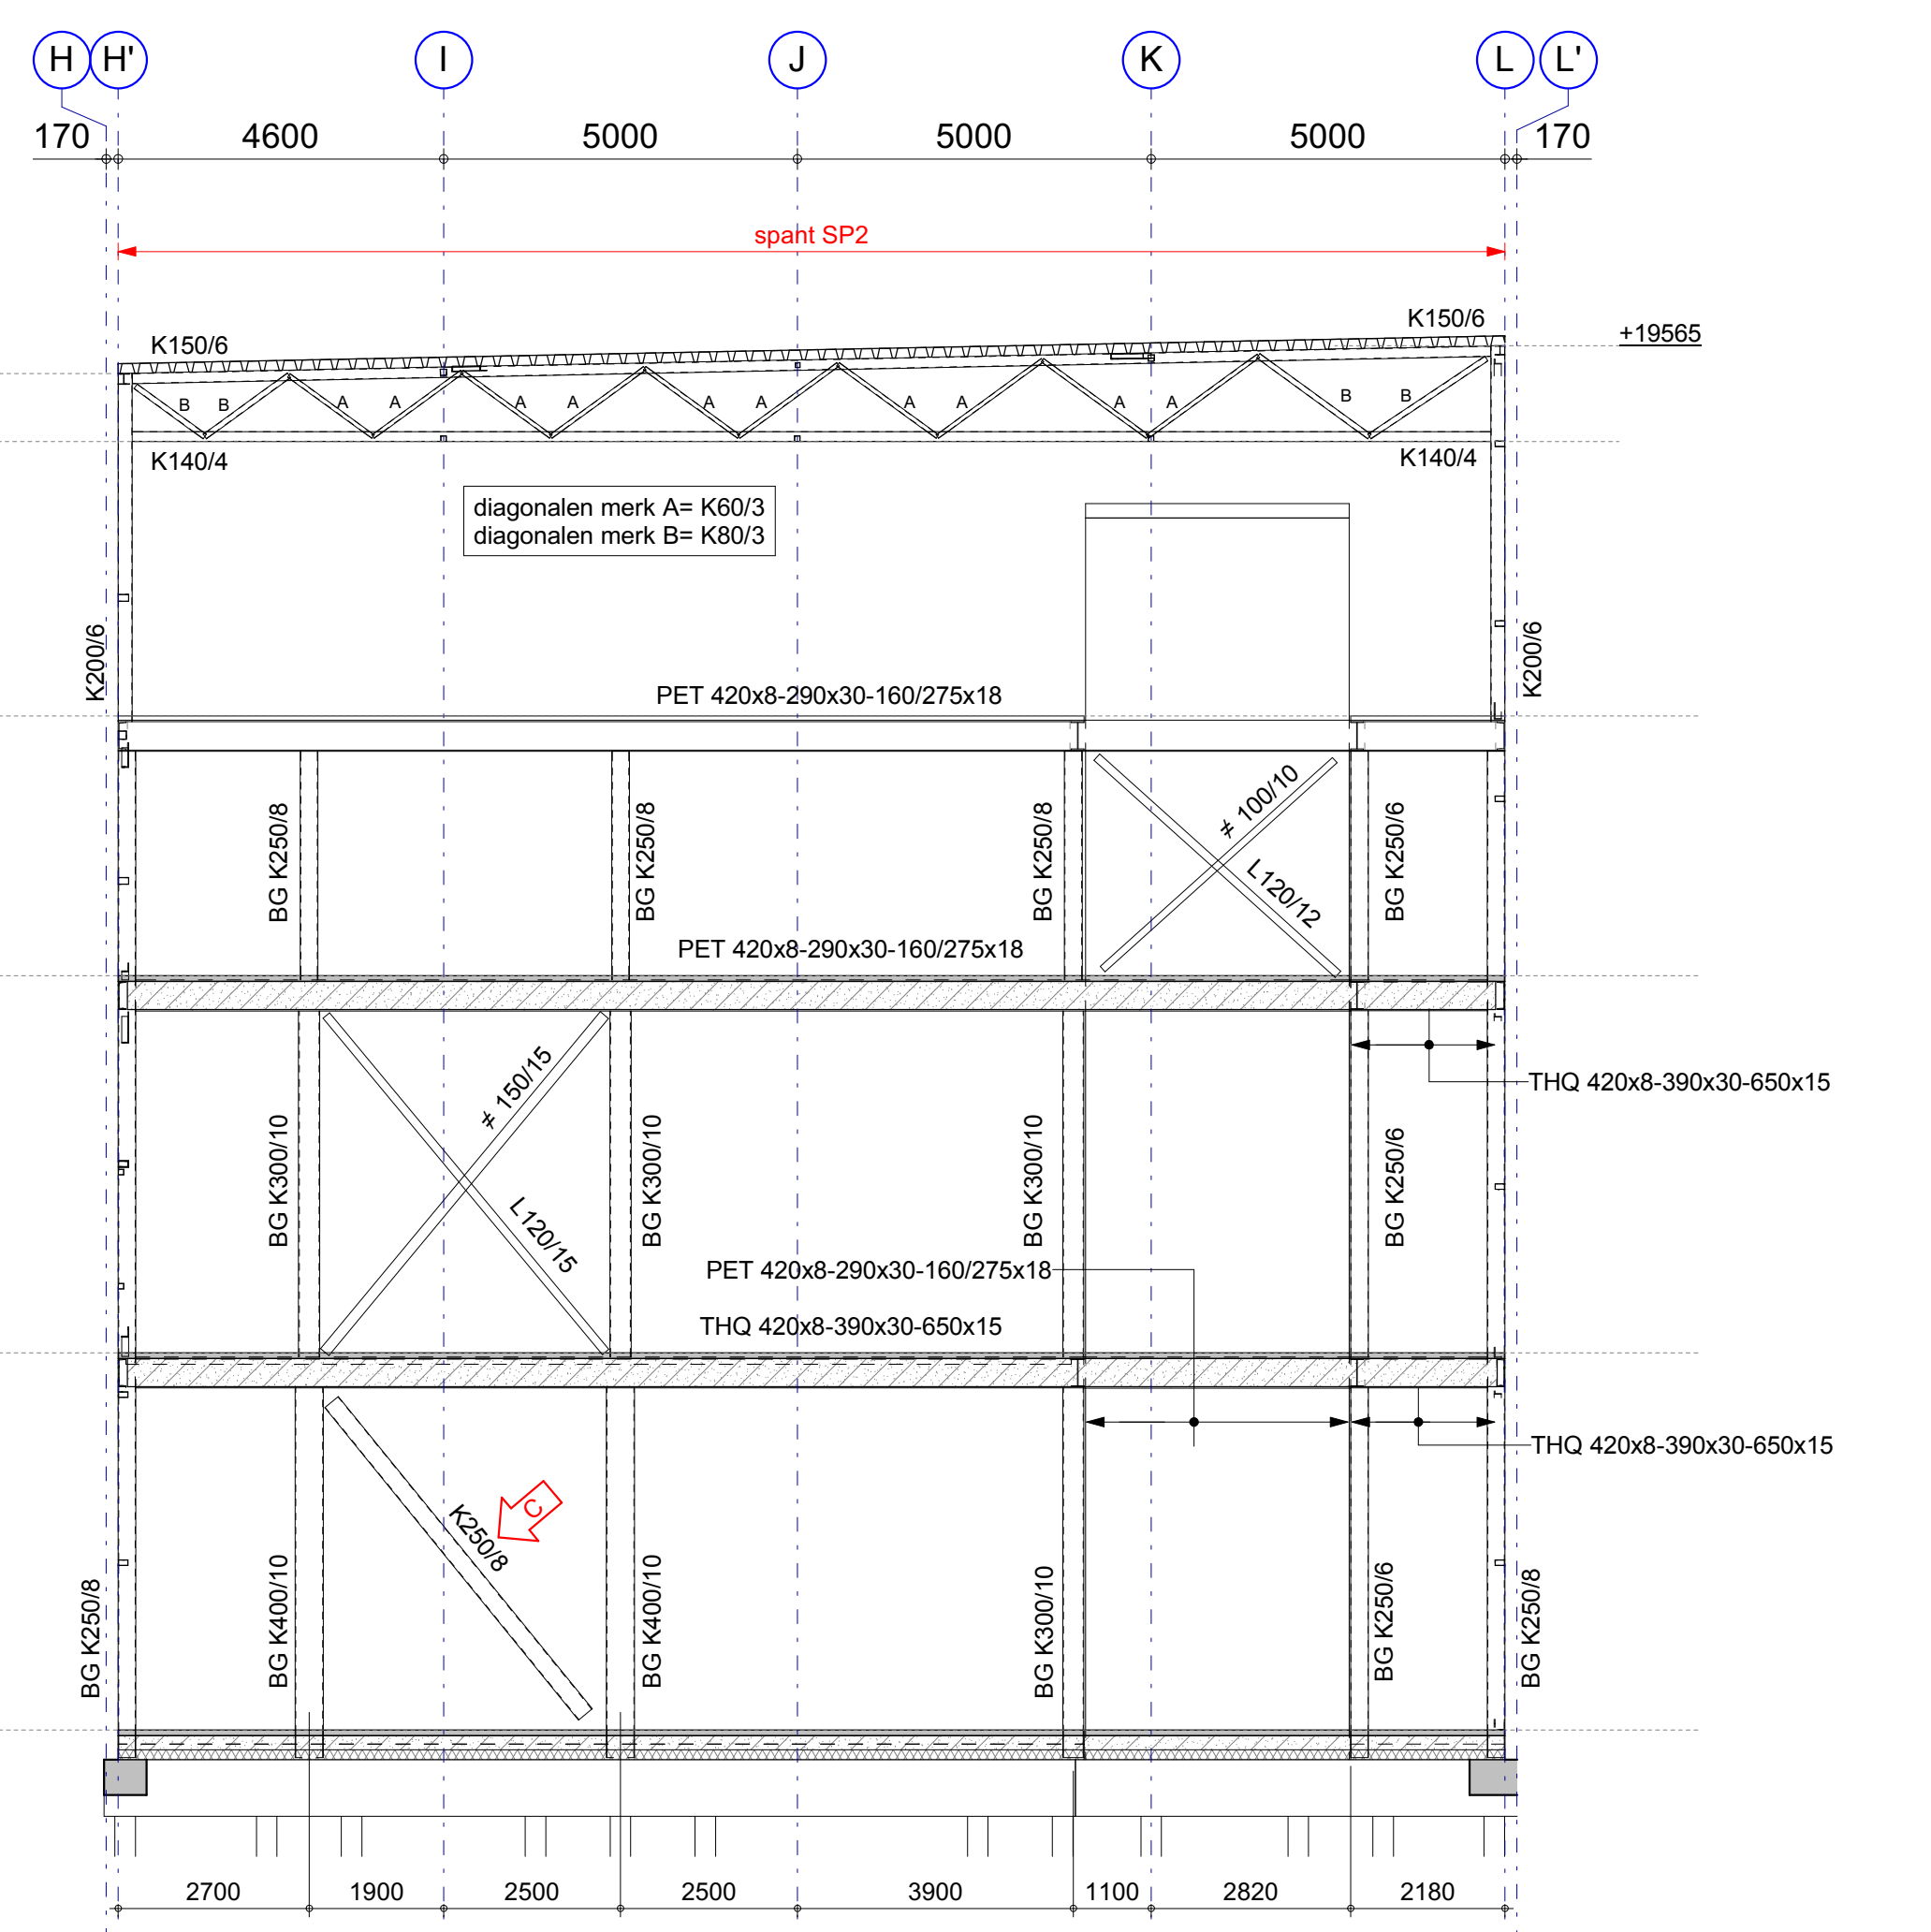 H H' I J K L L'
170 4600 5000 5000 5000 170
spant SP2
K150/6 K150/6
+19565
B B A A A A A A A A A A B B
K140/4 K140/4
diagonalen merk A= K60/3
diagonalen merk B= K80/3
K200/6 K200/6
PET 420x8-290x30-160/275x18
BG K250/8 BG K250/8 BG K250/8 ≠ 100/10 L120/12 BG K250/6
PET 420x8-290x30-160/275x18
THQ 420x8-390x30-650x15
BG K300/10 ≠ 150/15 L120/15 BG K300/10 BG K300/10 BG K250/6
PET 420x8-290x30-160/275x18
THQ 420x8-390x30-650x15
THQ 420x8-390x30-650x15
C
K250/8
BG K250/8 BG K400/10 BG K400/10 BG K300/10 BG K250/6 BG K250/8
2700 1900 2500 2500 3900 1100 2820 2180